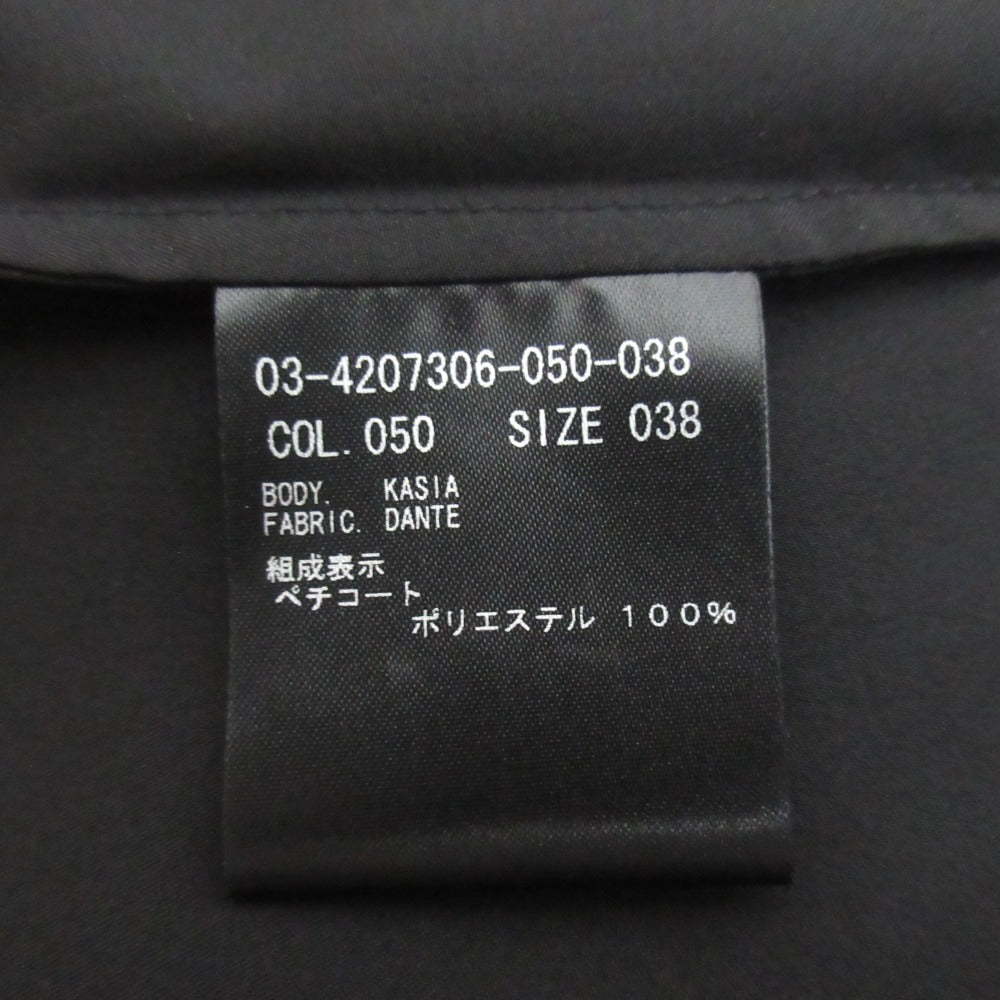 03-4207306-050-038
COL.050 SIZE 038
BODY. KASIA
FABRIC. DANTE
組成表示
ペチコート
ポリエステル 100%